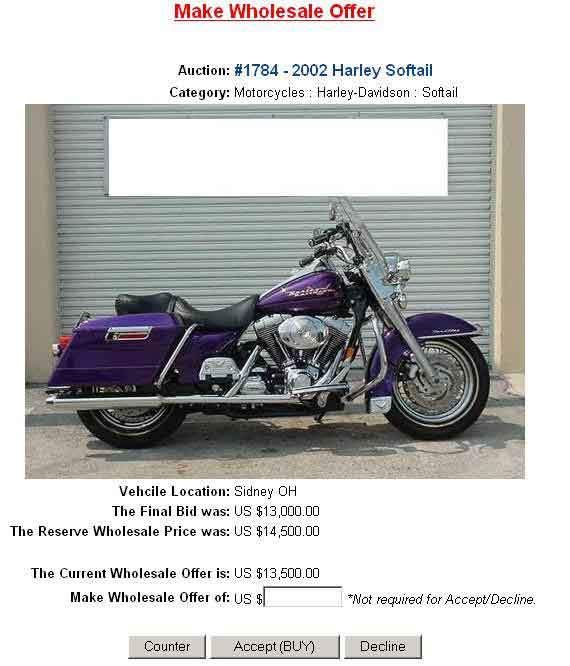 Make Wholesale Offer
Auction: #1784 - 2002 Harley Softail
Category: Motorcycles : Harley-Davidson : Softail
Vehcile Location: Sidney OH
The Final Bid was: US $13,000.00
The Reserve Wholesale Price was: US $14,500.00
The Current Wholesale Offer is: US $13,500.00
Make Wholesale Offer of: US $ *Not required for Accept/Decline.
Counter Accept (BUY) Decline